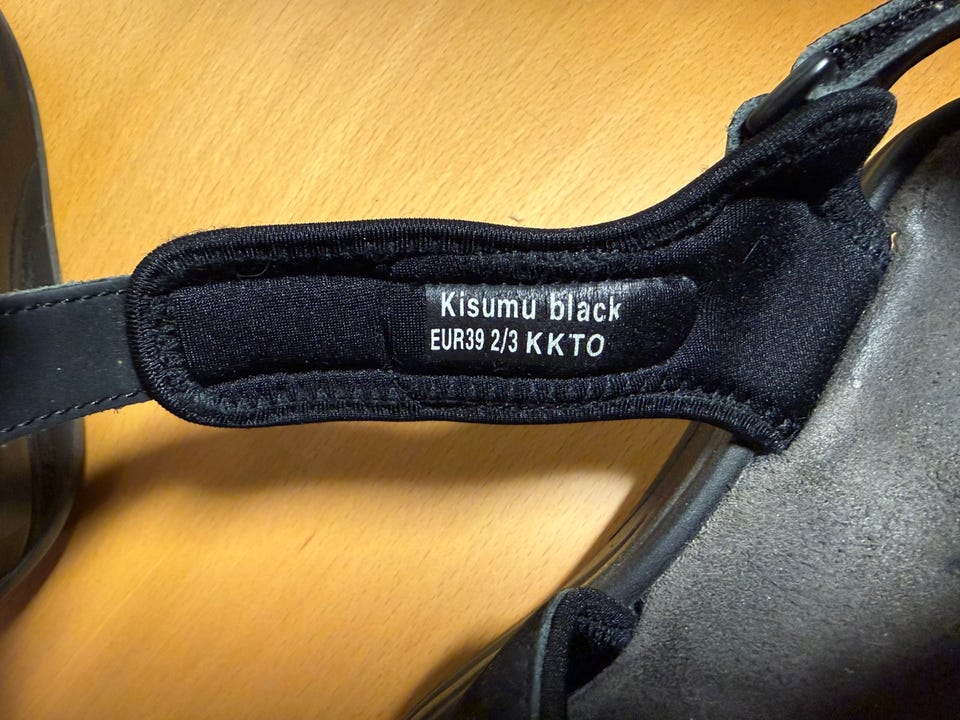 Kisumu black
EUR39 2/3 KKTO